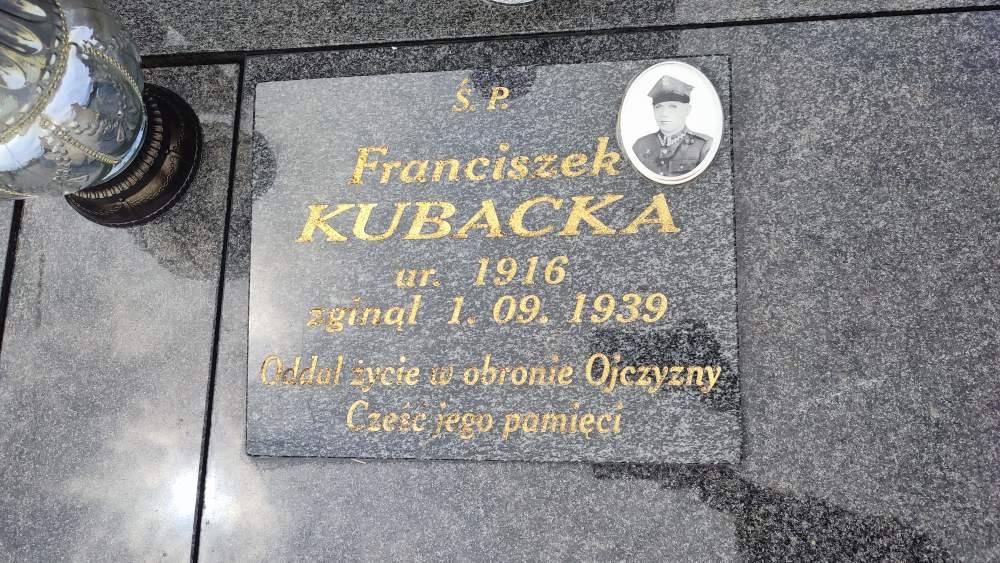 Ś. P.
Franciszek
KUBACKA
ur. 1916
zginął 1. 09. 1939
Oddał życie w obronie Ojczyzny
Cześć jego pamięci